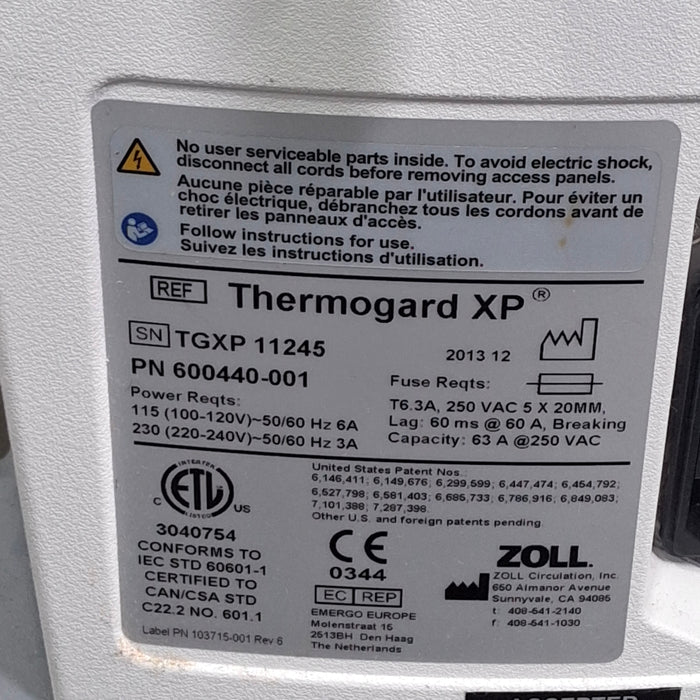 No user serviceable parts inside. To avoid electric shock,
disconnect all cords before removing access panels.
Aucune pièce réparable par l'utilisateur. Pour éviter un
choc électrique, débranchez tous les cordons avant de
retirer les panneaux d'accès.
Follow instructions for use.
Suivez les instructions d'utilisation.
REF Thermogard XP®
SN TGXP 11245
2013 12
PN 600440-001
Power Reqts:
115 (100-120V)~50/60 Hz 6A
230 (220-240V)~50/60 Hz 3A
Fuse Reqts:
T6.3A, 250 VAC 5 X 20MM,
Lag: 60 ms @ 60 A, Breaking
Capacity: 63 A @250 VAC
INTERTEK
ETL
LISTED
C US
3040754
CONFORMS TO
IEC STD 60601-1
CERTIFIED TO
CAN/CSA STD
C22.2 NO. 601.1
Label PN 103715-001 Rev 6
United States Patent Nos.
6,146,411; 6,149,676; 6,299,599; 6,447,474; 6,454,792;
6,527,798; 6,581,403; 6,685,733; 6,786,916; 6,849,083;
7,101,388; 7,287,398
Other U.S. and foreign patents pending
CE
0344
EC REP
EMERGO EUROPE
Molenstraat 15
2513BH Den Haag
The Netherlands
ZOLL.
ZOLL Circulation, Inc.
650 Almanor Avenue
Sunnyvale, CA 94085
t: 408-541-2140
f: 408-541-1030